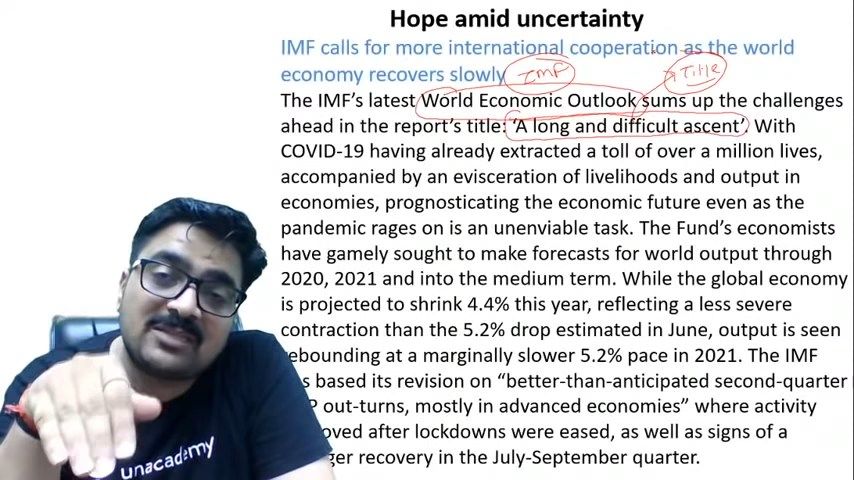 Hope amid uncertainty
IMF calls for more international cooperation as the world
economy recovers slowly IMF Title
The IMF's latest World Economic Outlook sums up the challenges
ahead in the report's title: 'A long and difficult ascent'. With
COVID-19 having already extracted a toll of over a million lives,
accompanied by an evisceration of livelihoods and output in
economies, prognosticating the economic future even as the
pandemic rages on is an unenviable task. The Fund's economists
have gamely sought to make forecasts for world output through
2020, 2021 and into the medium term. While the global economy
is projected to shrink 4.4% this year, reflecting a less severe
contraction than the 5.2% drop estimated in June, output is seen
rebounding at a marginally slower 5.2% pace in 2021. The IMF
based its revision on "better-than-anticipated second-quarter
out-turns, mostly in advanced economies" where activity
after lockdowns were eased, as well as signs of a
recovery in the July-September quarter.
unacademy